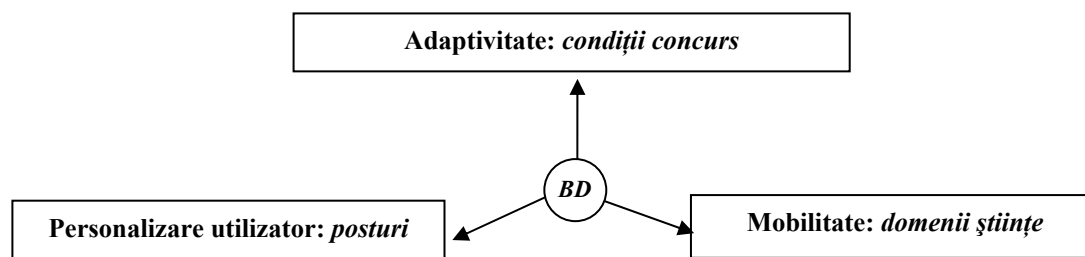 Adaptivitate: condiții concurs
BD
Personalizare utilizator: posturi
Mobilitate: domenii ştiințe